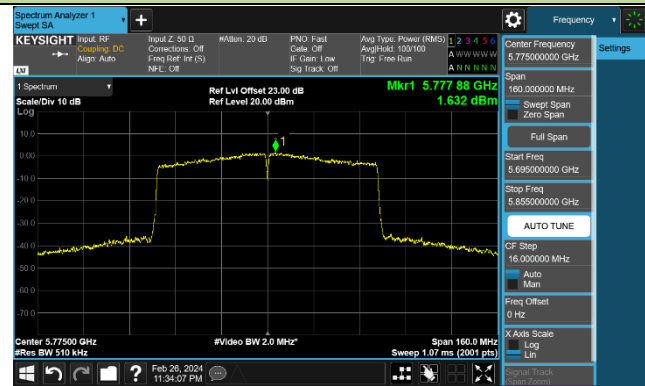 Spectrum Analyzer 1
Swept SA
+
Frequency
KEYSIGHT
Input: RF
Coupling: DC
Align: Auto
Input Z: 50 Ω
Corrections: Off
Freq Ref: Int (S)
NFE: Off
#Atten: 20 dB
PNO: Fast
Gate: Off
IF Gain: Low
Sig Track: Off
Avg Type: Power (RMS)
Avg|Hold: 100/100
Trig: Free Run
1 2 3 4 5 6
A W W W W W
A N N N N N
LXI
1 Spectrum
Scale/Div 10 dB
Ref Lvl Offset 23.00 dB
Ref Level 20.00 dBm
Mkr1 5.777 88 GHz
1.632 dBm
Log
10.0
0.00
-10.0
-20.0
-30.0
-40.0
-50.0
-60.0
-70.0
1
Center 5.77500 GHz
#Res BW 510 kHz
#Video BW 2.0 MHz*
Span 160.0 MHz
Sweep 1.07 ms (2001 pts)
Feb 26, 2024
11:34:07 PM
Center Frequency
5.775000000 GHz
Settings
Span
160.000000 MHz
Swept Span
Zero Span
Full Span
Start Freq
5.695000000 GHz
Stop Freq
5.855000000 GHz
AUTO TUNE
CF Step
16.000000 MHz
Auto
Man
Freq Offset
0 Hz
X Axis Scale
Log
Lin
Signal Track
(Span Zoom)